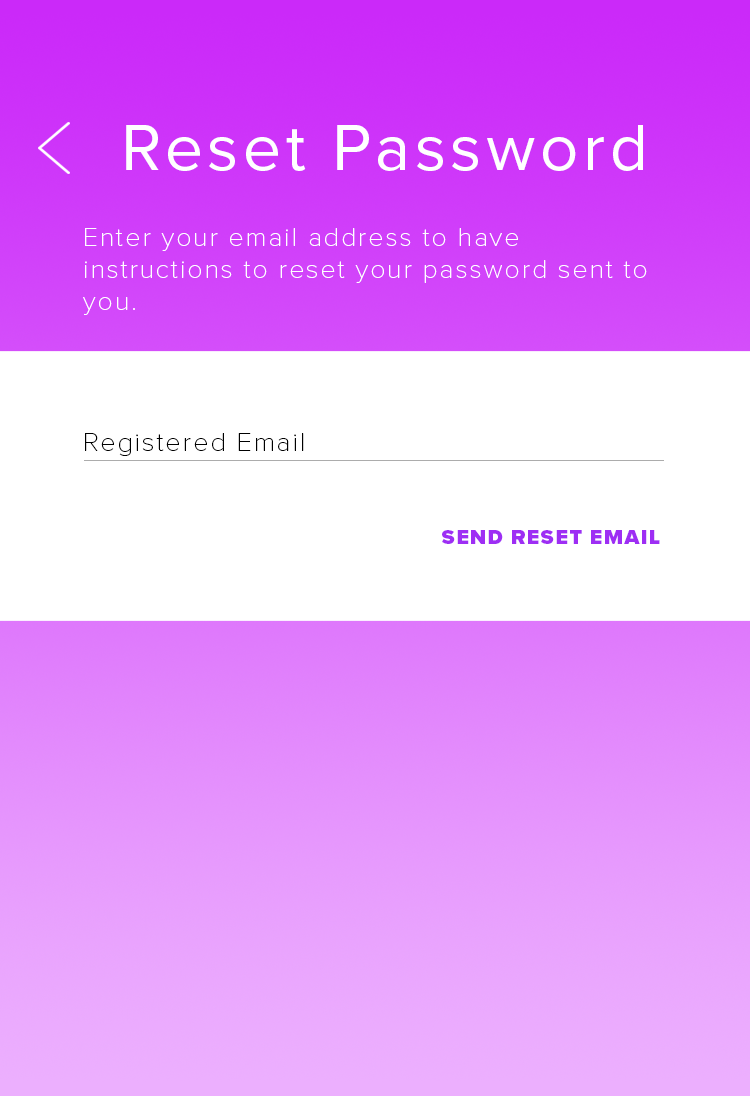 Reset Password
Enter your email address to have
instructions to reset your password sent to
you.
Registered Email
SEND RESET EMAIL